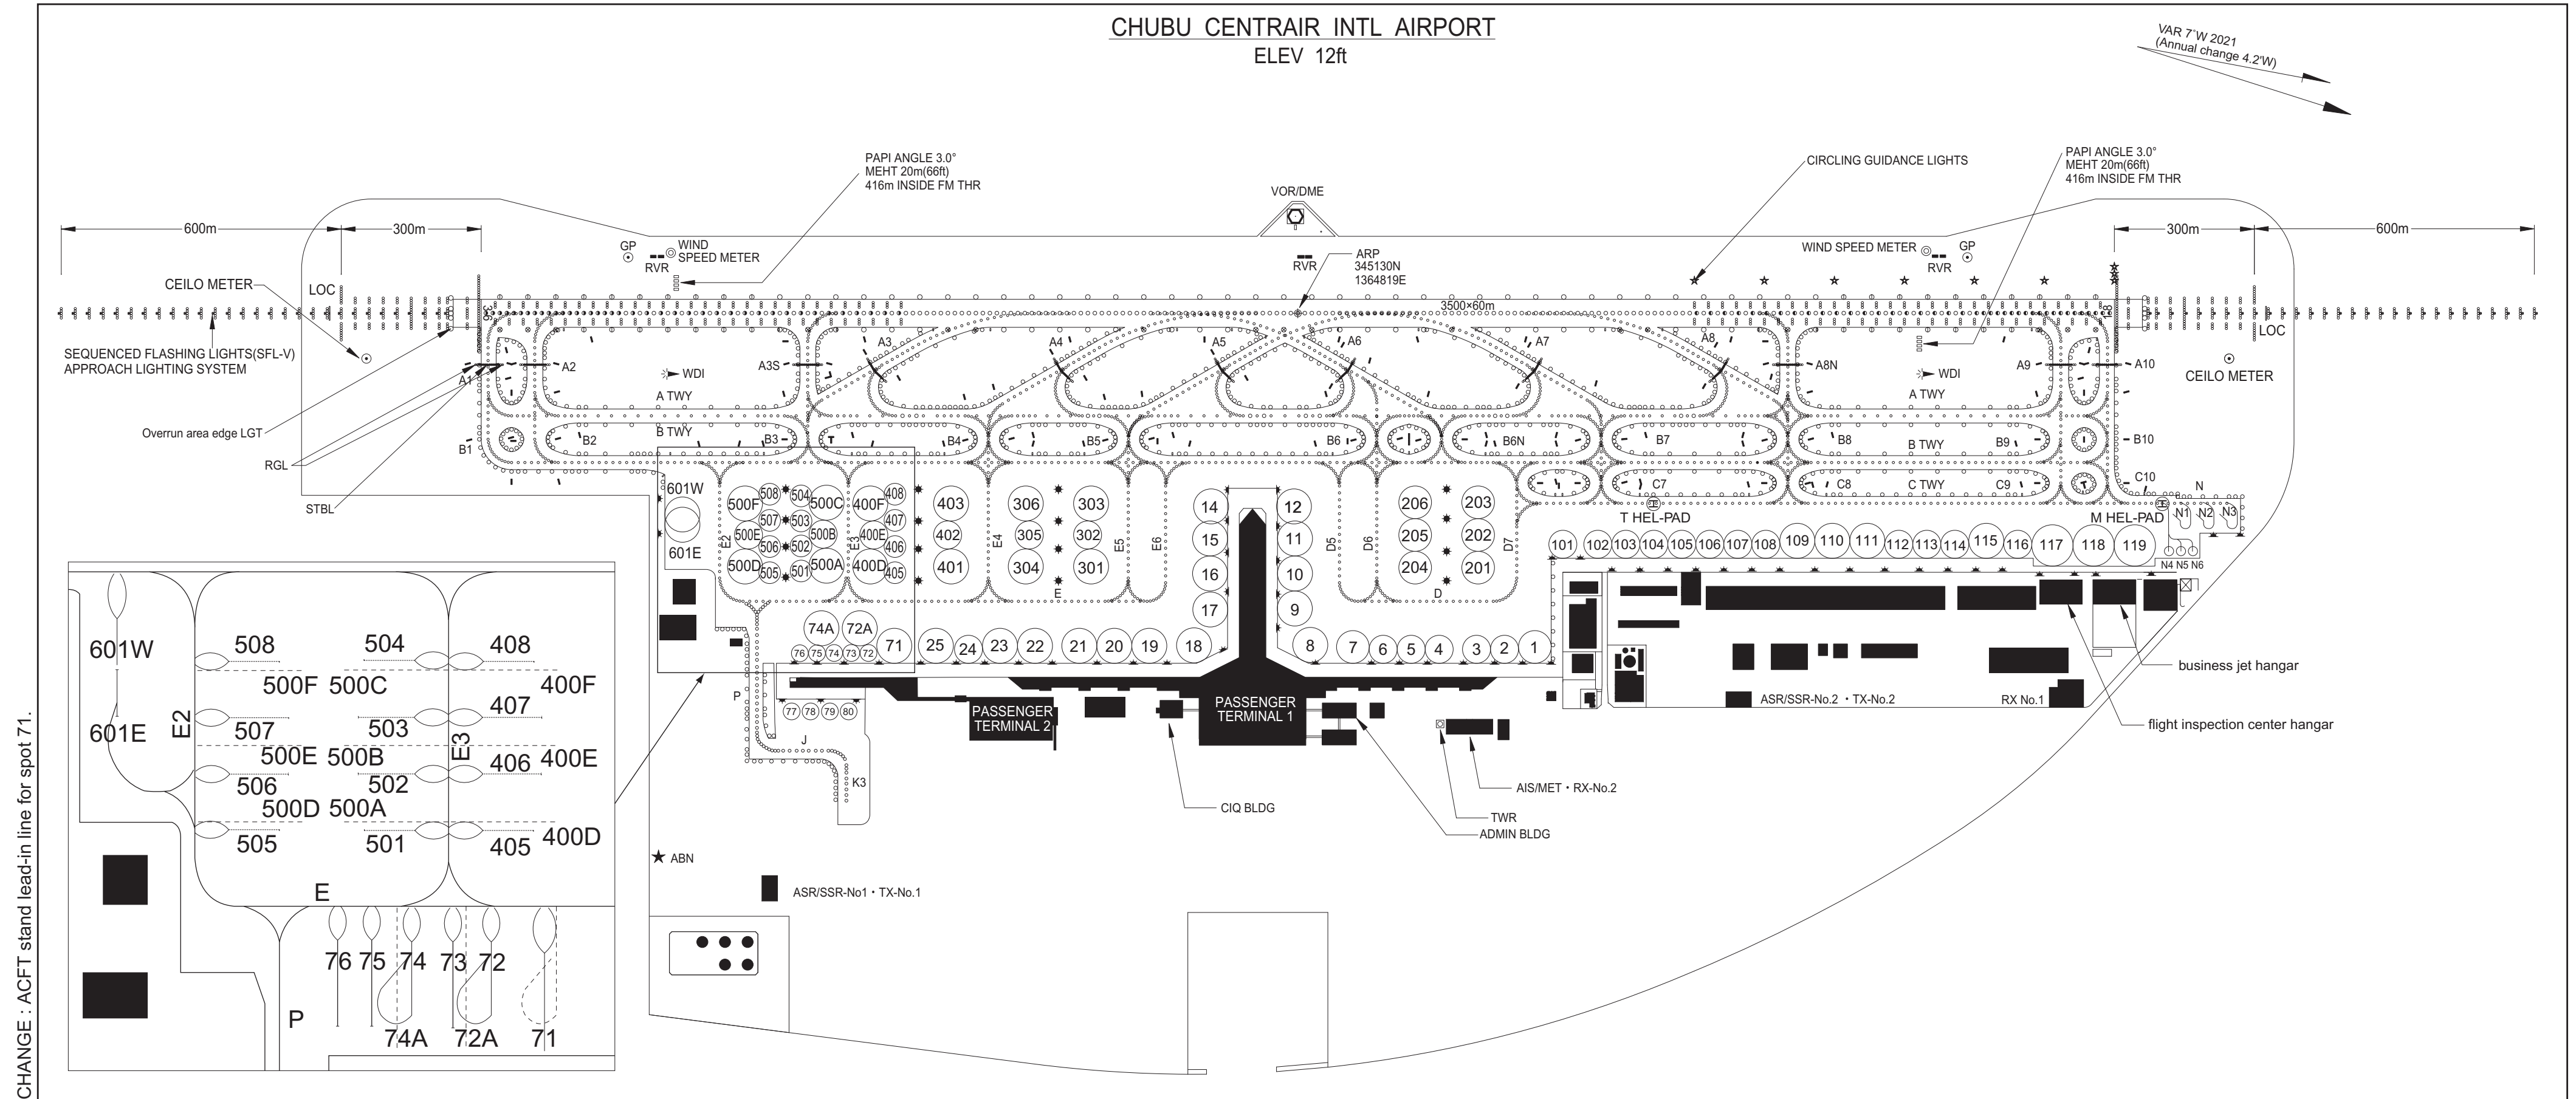 CHUBU CENTRAIR INTL AIRPORT
ELEV 12ft
VAR 7°W 2021
(Annual change 4.2'W)
PAPI ANGLE 3.0°
MEHT 20m(66ft)
416m INSIDE FM THR
CIRCLING GUIDANCE LIGHTS
PAPI ANGLE 3.0°
MEHT 20m(66ft)
416m INSIDE FM THR
VOR/DME
600m
300m
300m
600m
GP
WIND
SPEED METER
RVR
RVR
ARP
345130N
1364819E
WIND SPEED METER
GP
RVR
CEILO METER
LOC
3500×60m
36
18
LOC
SEQUENCED FLASHING LIGHTS(SFL-V)
APPROACH LIGHTING SYSTEM
A1
A2
WDI
A3S
A3
A4
A5
A6
A7
A8
A8N
WDI
A9
A10
CEILO METER
A TWY
A TWY
Overrun area edge LGT
B TWY
B1
B2
B3
B4
B5
B6
B6N
B7
B8
B TWY
B9
B10
RGL
STBL
C7
C8
C TWY
C9
C10
N
N1
N2
N3
T HEL-PAD
M HEL-PAD
H
H
601W
601E
500F
508
504
500C
400F
408
507
503
407
500E
500B
400E
506
502
406
500D
505
501
500A
400D
405
E2
E3
403
402
401
E4
306
305
304
303
302
301
E5
E6
E
14
15
16
17
12
11
10
9
D5
D6
206
205
204
203
202
201
D7
D
101
102
103
104
105
106
107
108
109
110
111
112
113
114
115
116
117
118
119
N4
N5
N6
74A
72A
76
75
74
73
72
71
25
24
23
22
21
20
19
18
8
7
6
5
4
3
2
1
P
77
78
79
80
J
K3
PASSENGER
TERMINAL 2
PASSENGER
TERMINAL 1
ASR/SSR-No.2・TX-No.2
RX No.1
business jet hangar
flight inspection center hangar
AIS/MET・RX-No.2
CIQ BLDG
TWR
ADMIN BLDG
ABN
ASR/SSR-No1・TX-No.1
601W
601E
E2
508
500F
507
500E
506
500D
505
504
500C
503
500B
502
500A
501
E3
408
400F
407
406
400E
405
400D
E
P
76
75
74
73
72
74A
72A
71
CHANGE : ACFT stand lead-in line for spot 71.